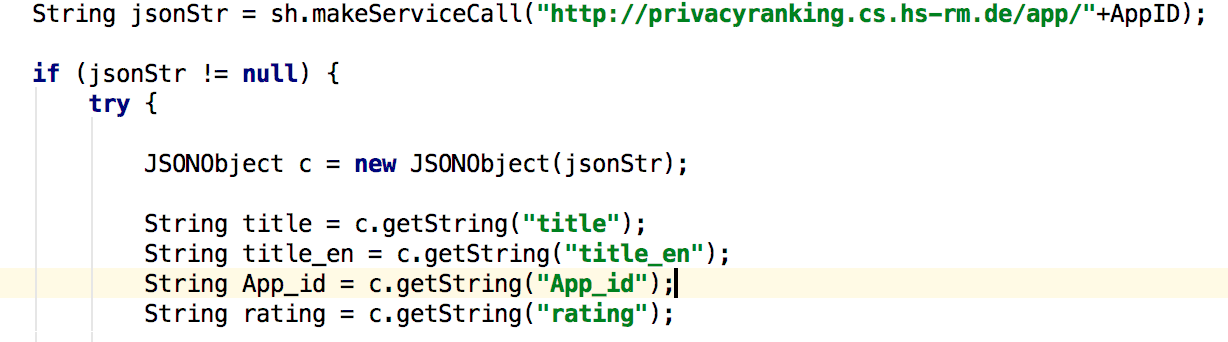 String jsonStr = sh.makeServiceCall("http://privacyranking.cs.hs-rm.de/app/"+AppID);
if (jsonStr != null) {
try {
JSONObject c = new JSONObject(jsonStr);
String title = c.getString("title");
String title_en = c.getString("title_en");
String App_id = c.getString("App_id");
String rating = c.getString("rating");